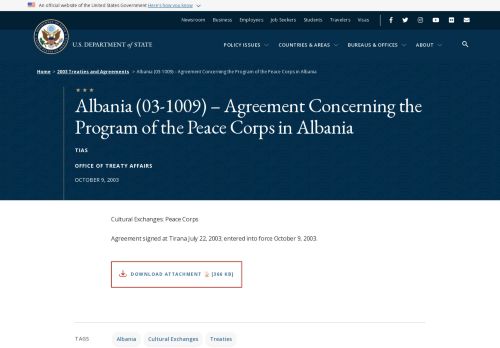 An official website of the United States Government Here's how you know
Newsroom Business Employers Job Seekers Students Travelers Visas
U.S. DEPARTMENT of STATE
POLICY ISSUES COUNTRIES & AREAS BUREAUS & OFFICES ABOUT
Home > 2003 Treaties and Agreements > Albania (03-1009) – Agreement Concerning the Program of the Peace Corps in Albania
Albania (03-1009) – Agreement Concerning the
Program of the Peace Corps in Albania
TIAS
OFFICE OF TREATY AFFAIRS
OCTOBER 9, 2003
Cultural Exchanges: Peace Corps
Agreement signed at Tirana July 22, 2003; entered into force October 9, 2003.
DOWNLOAD ATTACHMENT [366 KB]
TAGS Albania Cultural Exchanges Treaties